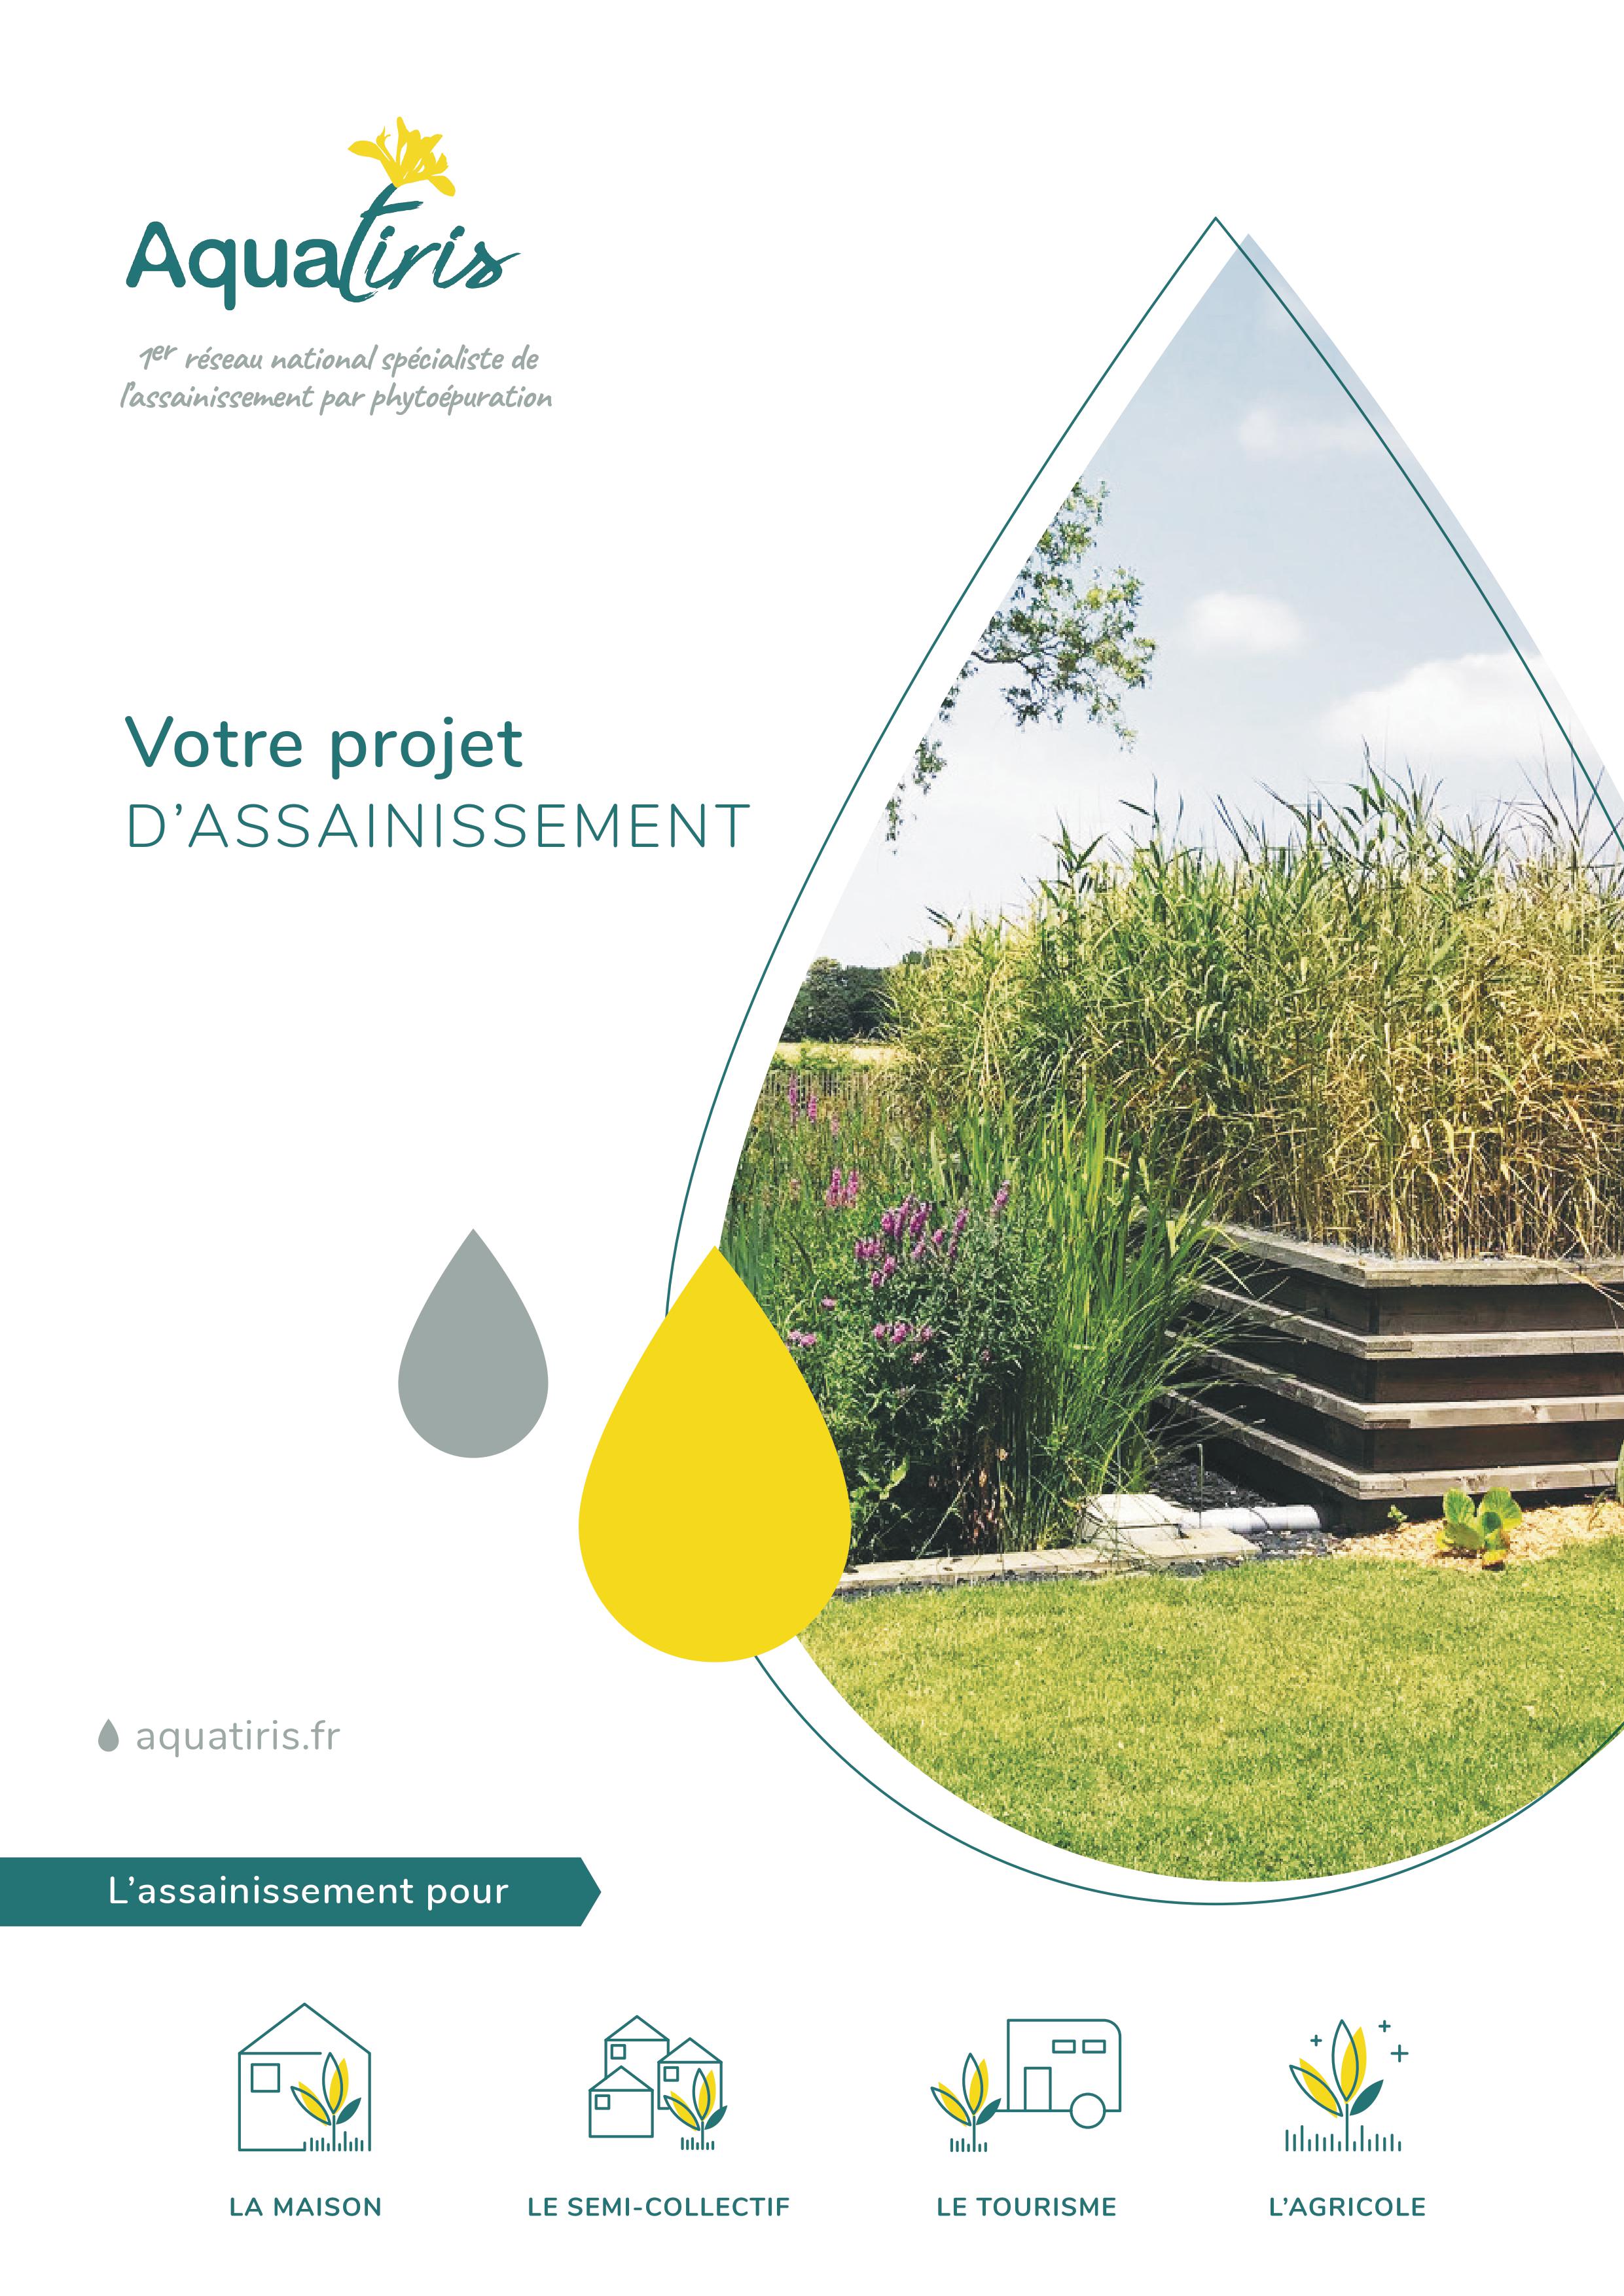 Aquatiris
1er réseau national spécialiste de
l'assainissement par phytoépuration
Votre projet
D'ASSAINISSEMENT
aquatiris.fr
L'assainissement pour
LA MAISON
LE SEMI-COLLECTIF
LE TOURISME
L'AGRICOLE